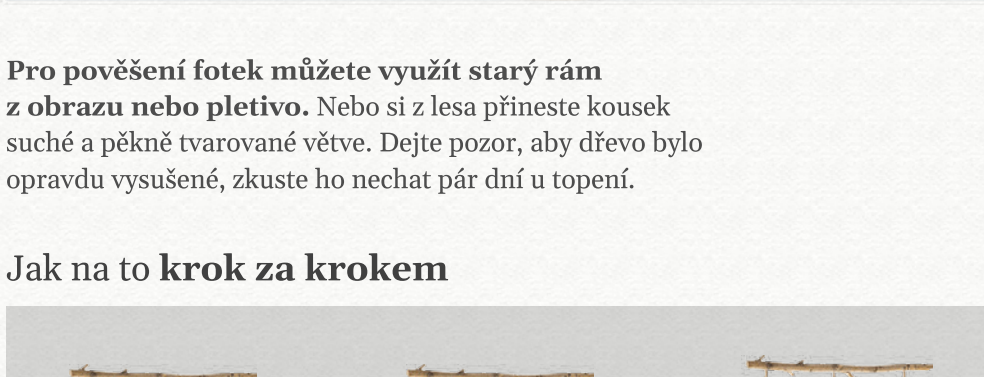 Pro pověšení fotek můžete využít starý rám
z obrazu nebo pletivo. Nebo si z lesa přineste kousek
suché a pěkně tvarované větve. Dejte pozor, aby dřevo bylo
opravdu vysušené, zkuste ho nechat pár dní u topení.
Jak na to krok za krokem